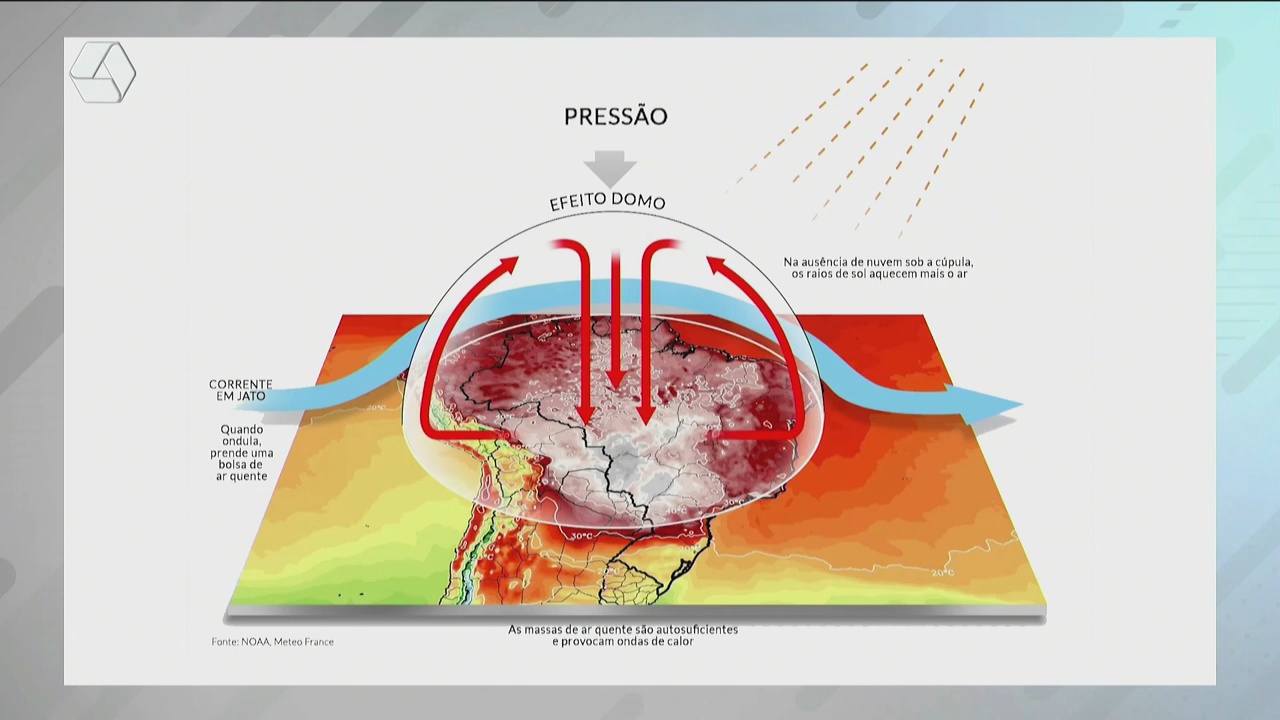 PRESSÃO
EFEITO DOMO
Na ausência de nuvem sob a cúpula,
os raios de sol aquecem mais o ar
CORRENTE
EM JATO
Quando
ondula,
prende uma
bolsa de
ar quente
20°C
30°C
40°C
30°C
20°C
As massas de ar quente são autosuficientes
e provocam ondas de calor
Fonte: NOAA, Meteo France